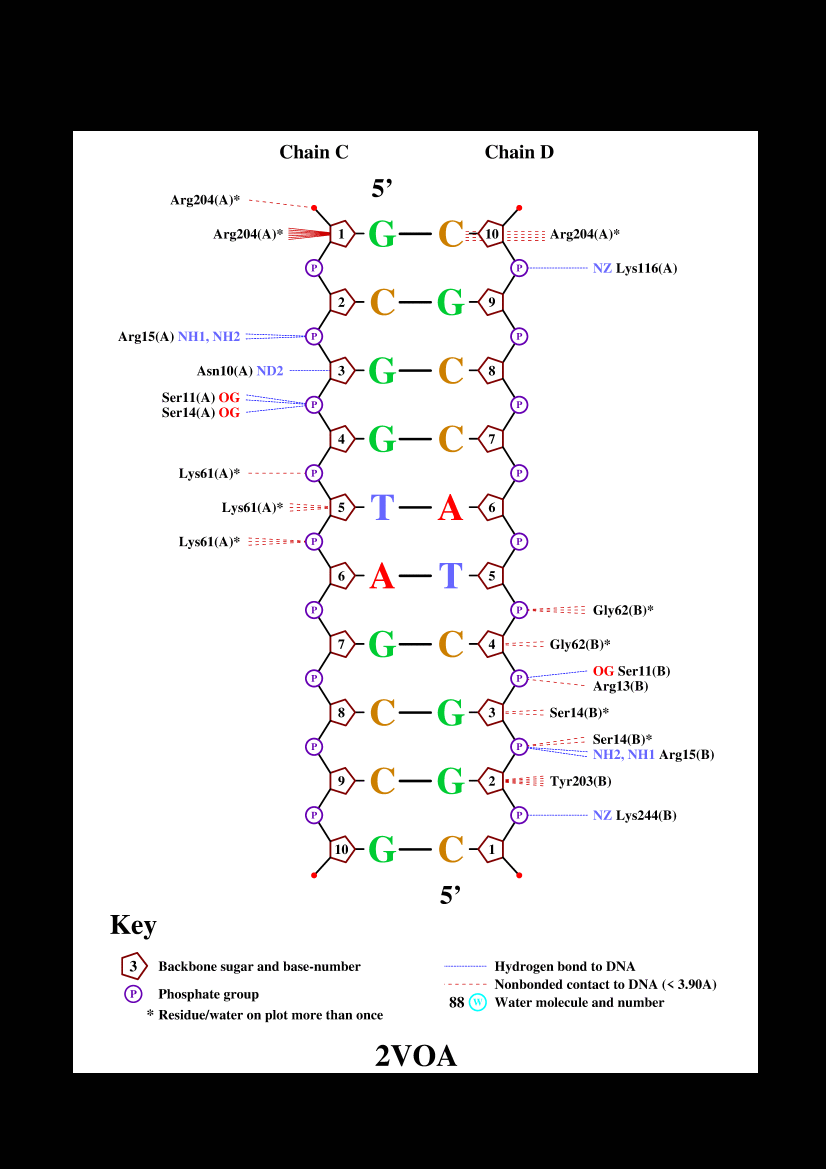 Chain C Chain D
5’
Arg204(A)*
Arg204(A)* 1 G C 10 Arg204(A)*
P P NZ Lys116(A)
2 C G 9
Arg15(A) NH1, NH2 P P
Asn10(A) ND2 3 G C 8
Ser11(A) OG
P P
Ser14(A) OG
4 G C 7
Lys61(A)* P P
Lys61(A)* 5 T A 6
Lys61(A)* P P
6 A T 5
P P Gly62(B)*
7 G C 4 Gly62(B)*
P P OG Ser11(B)
Arg13(B)
8 C G 3 Ser14(B)*
Ser14(B)*
P P NH2, NH1 Arg15(B)
9 C G 2 Tyr203(B)
P P NZ Lys244(B)
10 G C 1
5’
Key
3 Backbone sugar and base-number
P Phosphate group
* Residue/water on plot more than once
Hydrogen bond to DNA
Nonbonded contact to DNA (< 3.90A)
88 W Water molecule and number
2VOA